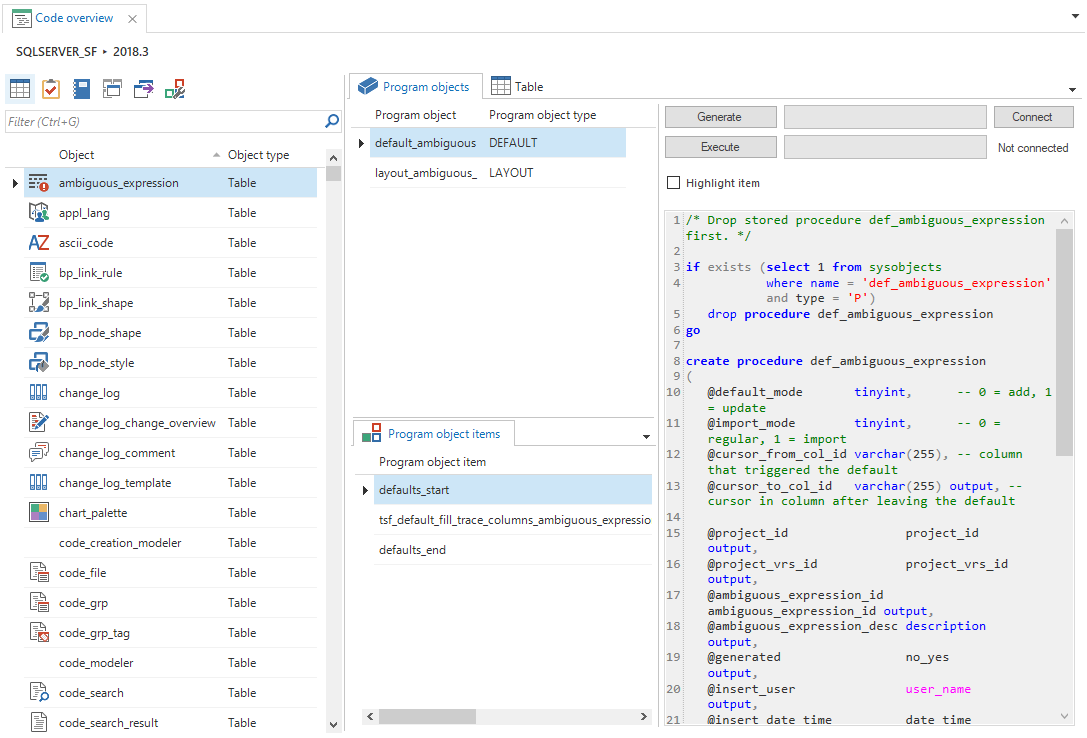 Code overview
SQLSERVER_SF ▸ 2018.3
Filter (Ctrl+G)
Object Object type
ambiguous_expression Table
appl_lang Table
ascii_code Table
bp_link_rule Table
bp_link_shape Table
bp_node_shape Table
bp_node_style Table
change_log Table
change_log_change_overview Table
change_log_comment Table
change_log_template Table
chart_palette Table
code_creation_modeler Table
code_file Table
code_grp Table
code_grp_tag Table
code_modeler Table
code_search Table
code_search_result Table
Program objects Table
Program object Program object type
default_ambiguous DEFAULT
layout_ambiguous_ LAYOUT
Program object items
Program object item
defaults_start
tsf_default_fill_trace_columns_ambiguous_expressio
defaults_end
Generate Connect
Execute Not connected
Highlight item
1 /* Drop stored procedure def_ambiguous_expression
first. */
2
3 if exists (select 1 from sysobjects
4 where name = 'def_ambiguous_expression'
and type = 'P')
5 drop procedure def_ambiguous_expression
6 go
7
8 create procedure def_ambiguous_expression
9 (
10 @default_mode tinyint, -- 0 = add, 1
= update
11 @import_mode tinyint, -- 0 =
regular, 1 = import
12 @cursor_from_col_id varchar(255), -- column
that triggered the default
13 @cursor_to_col_id varchar(255) output, --
cursor in column after leaving the default
14
15 @project_id project_id
output,
16 @project_vrs_id project_vrs_id
output,
17 @ambiguous_expression_id
ambiguous_expression_id output,
18 @ambiguous_expression_desc description
output,
19 @generated no_yes
output,
20 @insert_user user_name
output,
21 @insert_date_time date_time